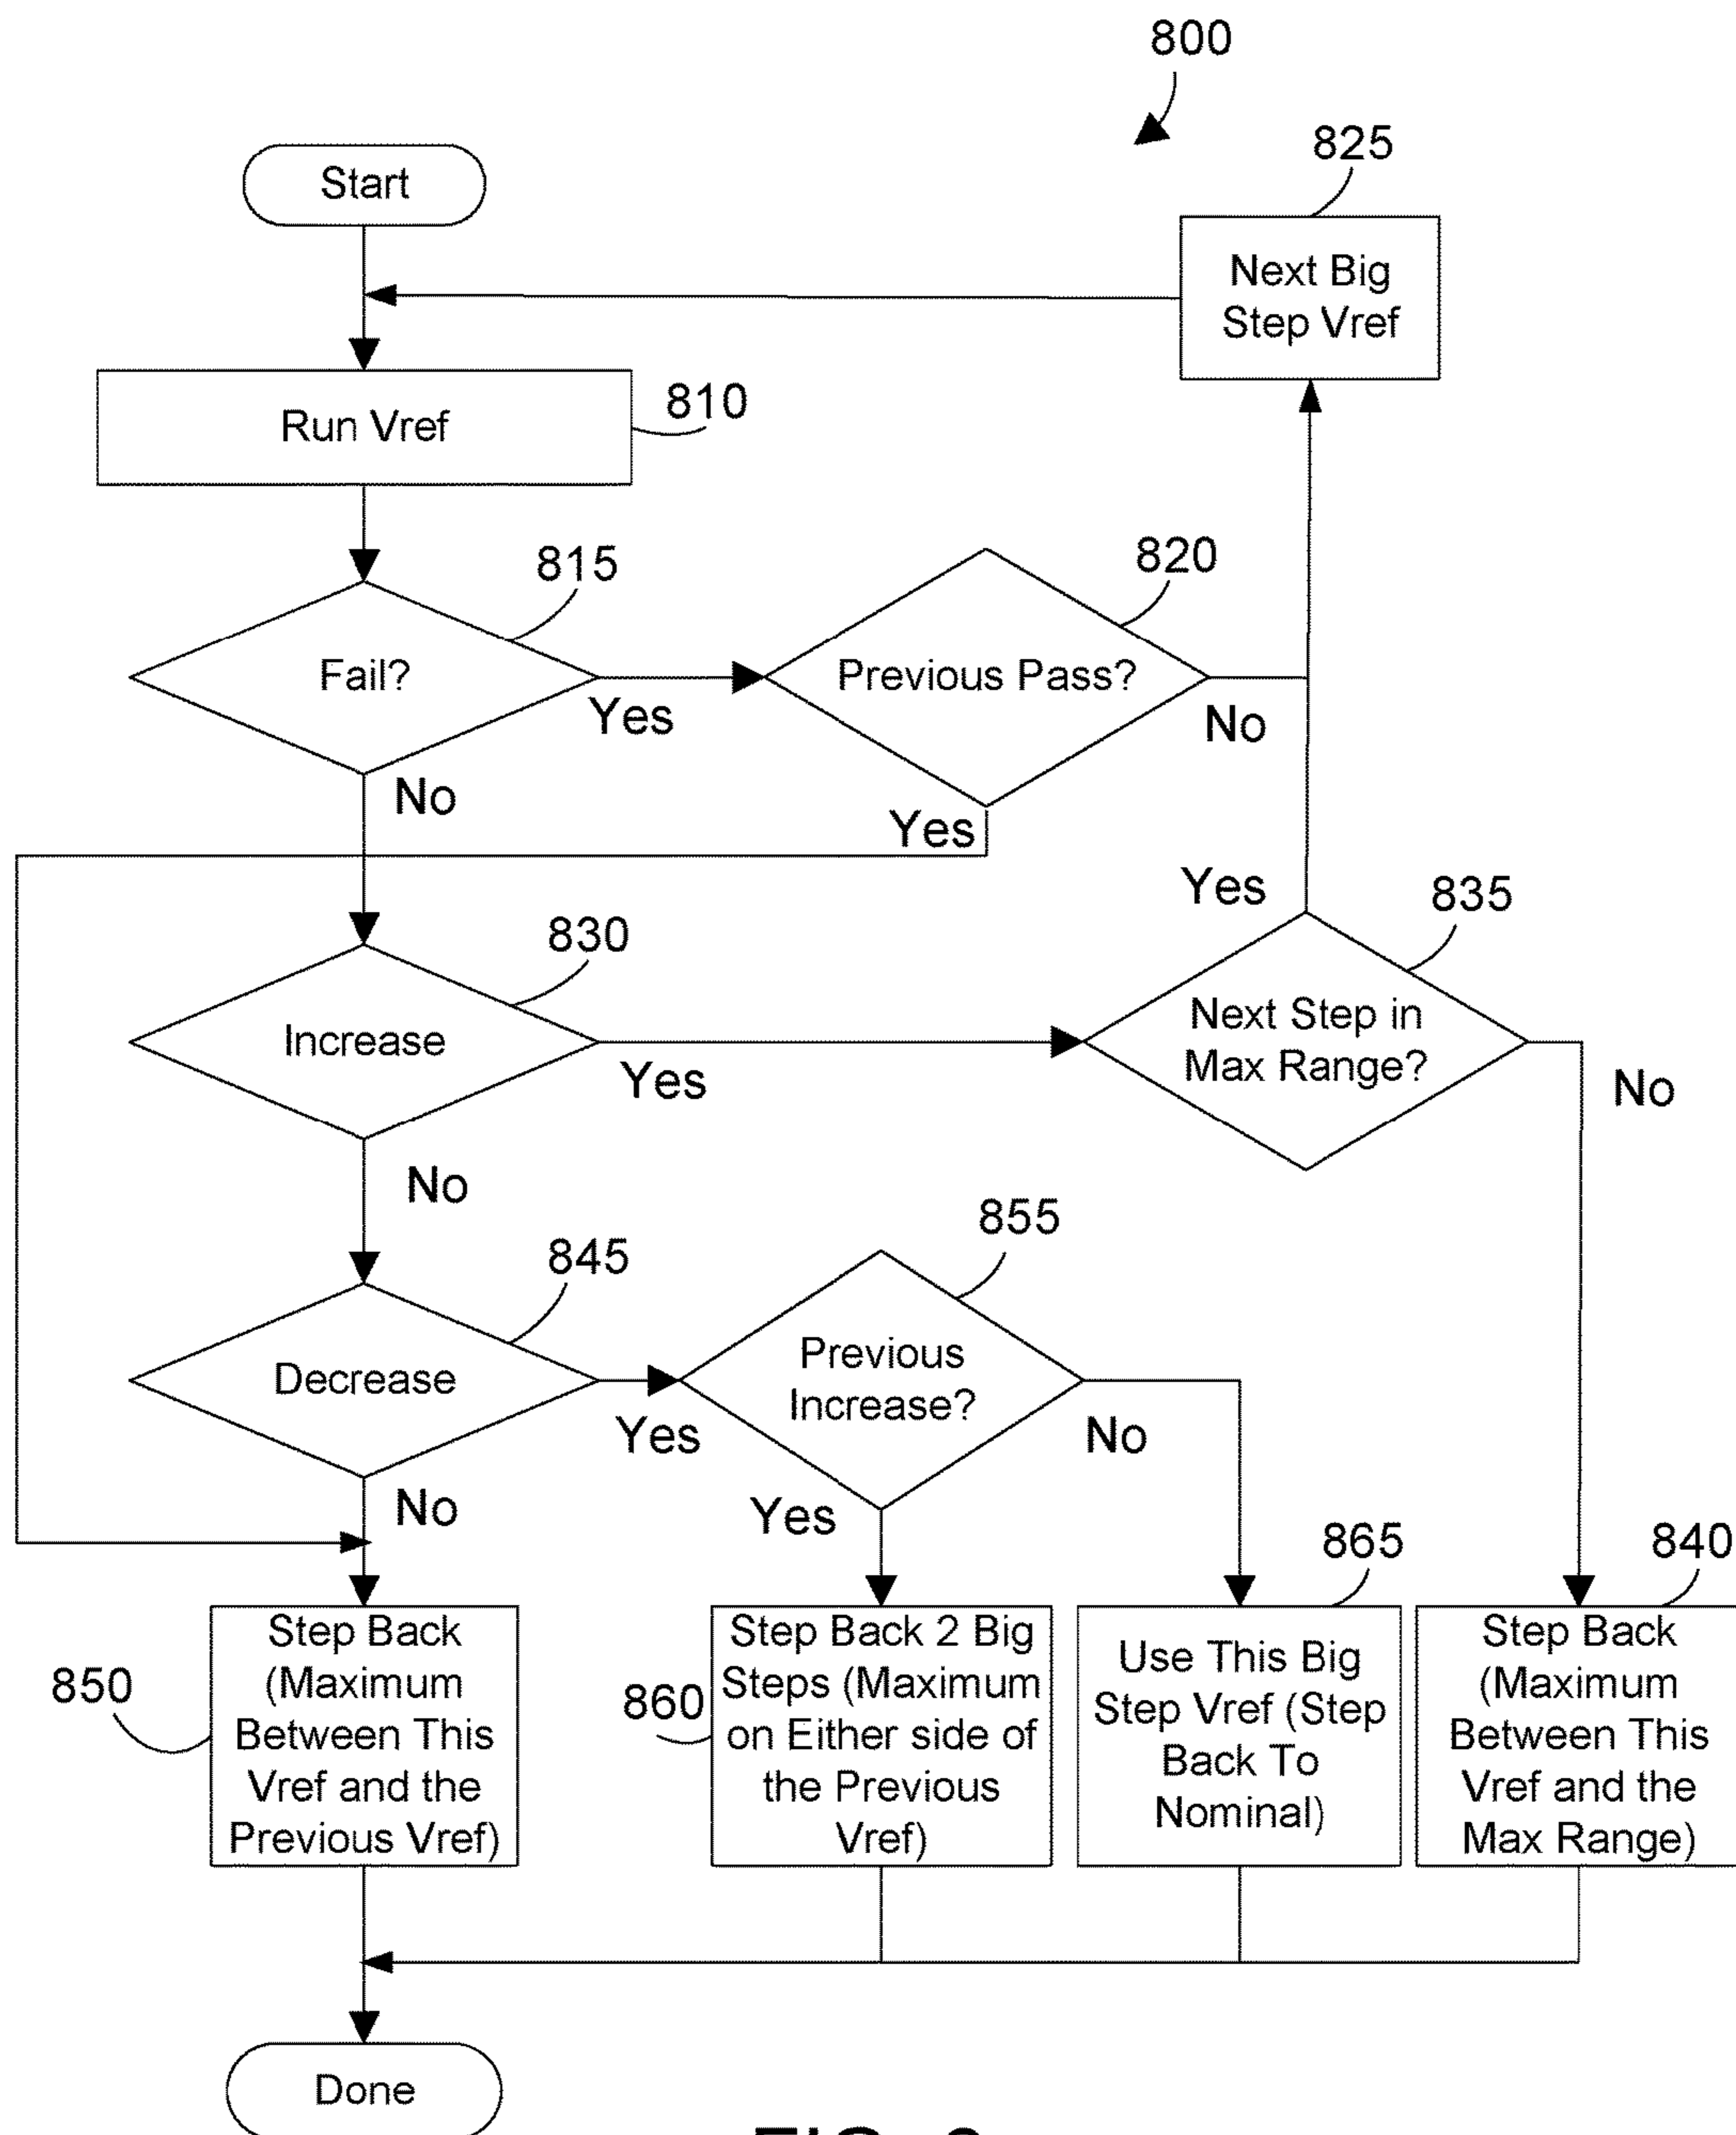 800
825
Start
Next Big
Step Vref
Run Vref
810
815
820
Fail?
Previous Pass?
Yes
No
No
Yes
Yes
835
830
Increase
Next Step in
Max Range?
Yes
No
No
855
845
Decrease
Previous
Increase?
Yes
No
No
Yes
865
840
850
Step Back
(Maximum
Between This
Vref and the
Previous Vref)
860
Step Back 2 Big
Steps (Maximum
on Either side of
the Previous
Vref)
Use This Big
Step Vref (Step
Back To
Nominal)
Step Back
(Maximum
Between This
Vref and the
Max Range)
Done